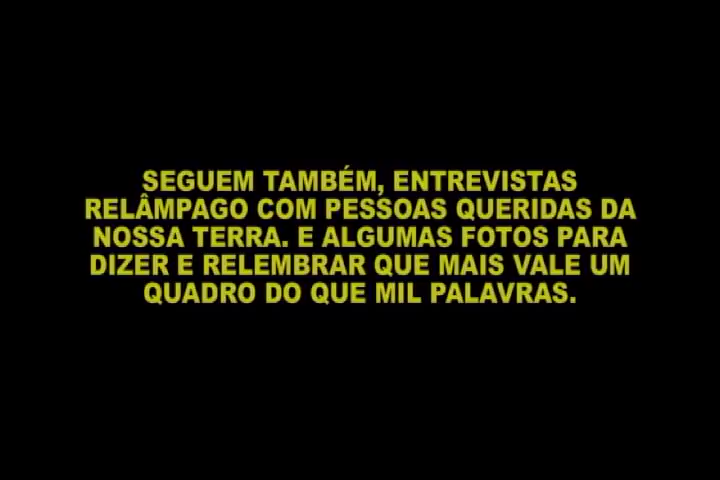 SEGUEM TAMBÉM, ENTREVISTAS
RELÂMPAGO COM PESSOAS QUERIDAS DA
NOSSA TERRA. E ALGUMAS FOTOS PARA
DIZER E RELEMBRAR QUE MAIS VALE UM
QUADRO DO QUE MIL PALAVRAS.